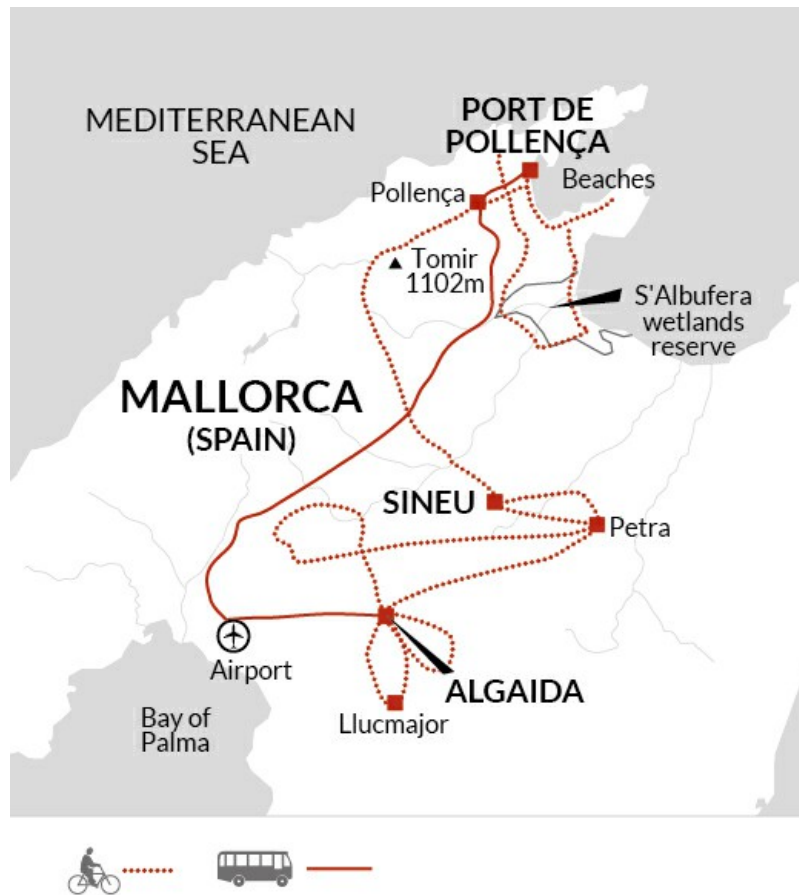 MEDITERRANEAN
SEA
PORT DE
POLLENÇA
Pollença
Beaches
Tomir
1102m
S'Albufera
wetlands
reserve
MALLORCA
(SPAIN)
SINEU
Petra
Airport
ALGAIDA
Bay of
Palma
Llucmajor